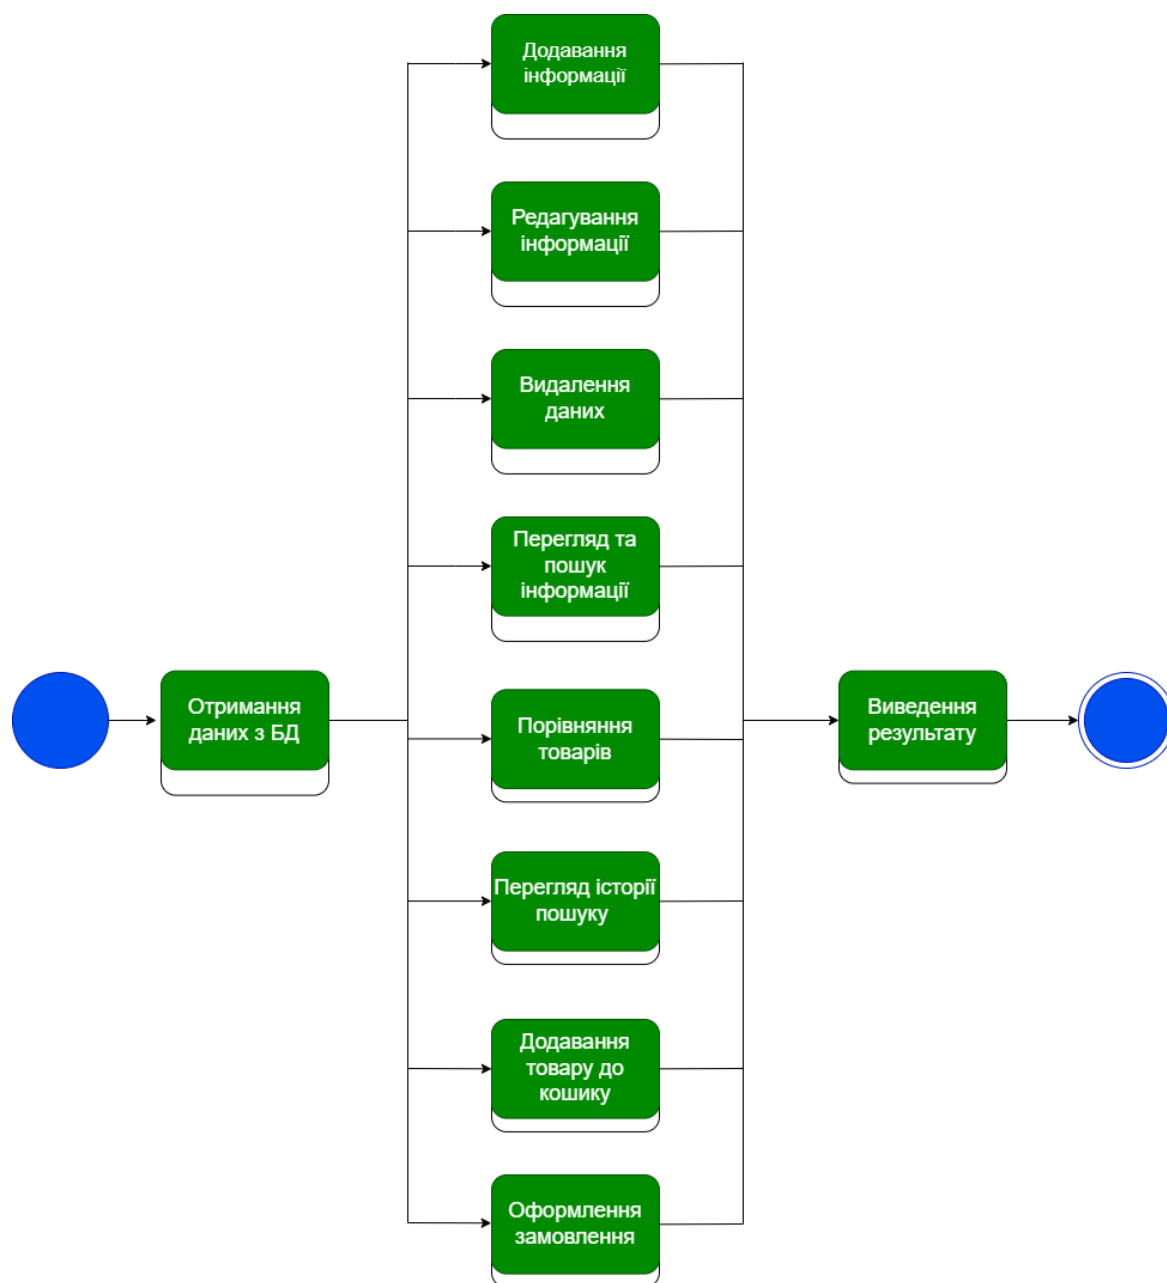 Додавання
інформації
Редагування
інформації
Видалення
даних
Перегляд та
пошук
інформації
Отримання
даних з БД
Порівняння
товарів
Виведення
результату
Перегляд історії
пошуку
Додавання
товару до
кошику
Оформлення
замовлення